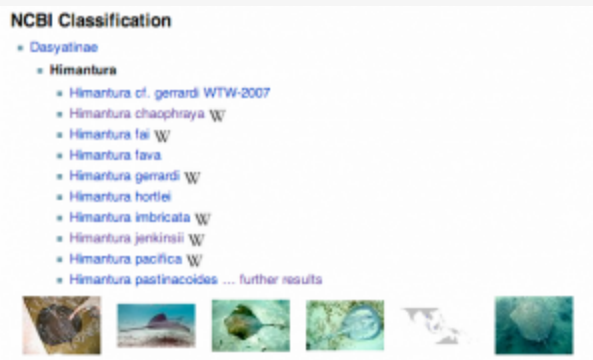 NCBI Classification
Dasyatinae
Himantura
Himantura cf. gerrardi WTW-2007
Himantura chaophraya W
Himantura fai W
Himantura fava
Himantura gerrardi W
Himantura hortlei
Himantura imbricata W
Himantura jenkinsii W
Himantura pacifica W
Himantura pastinacoides ... further results